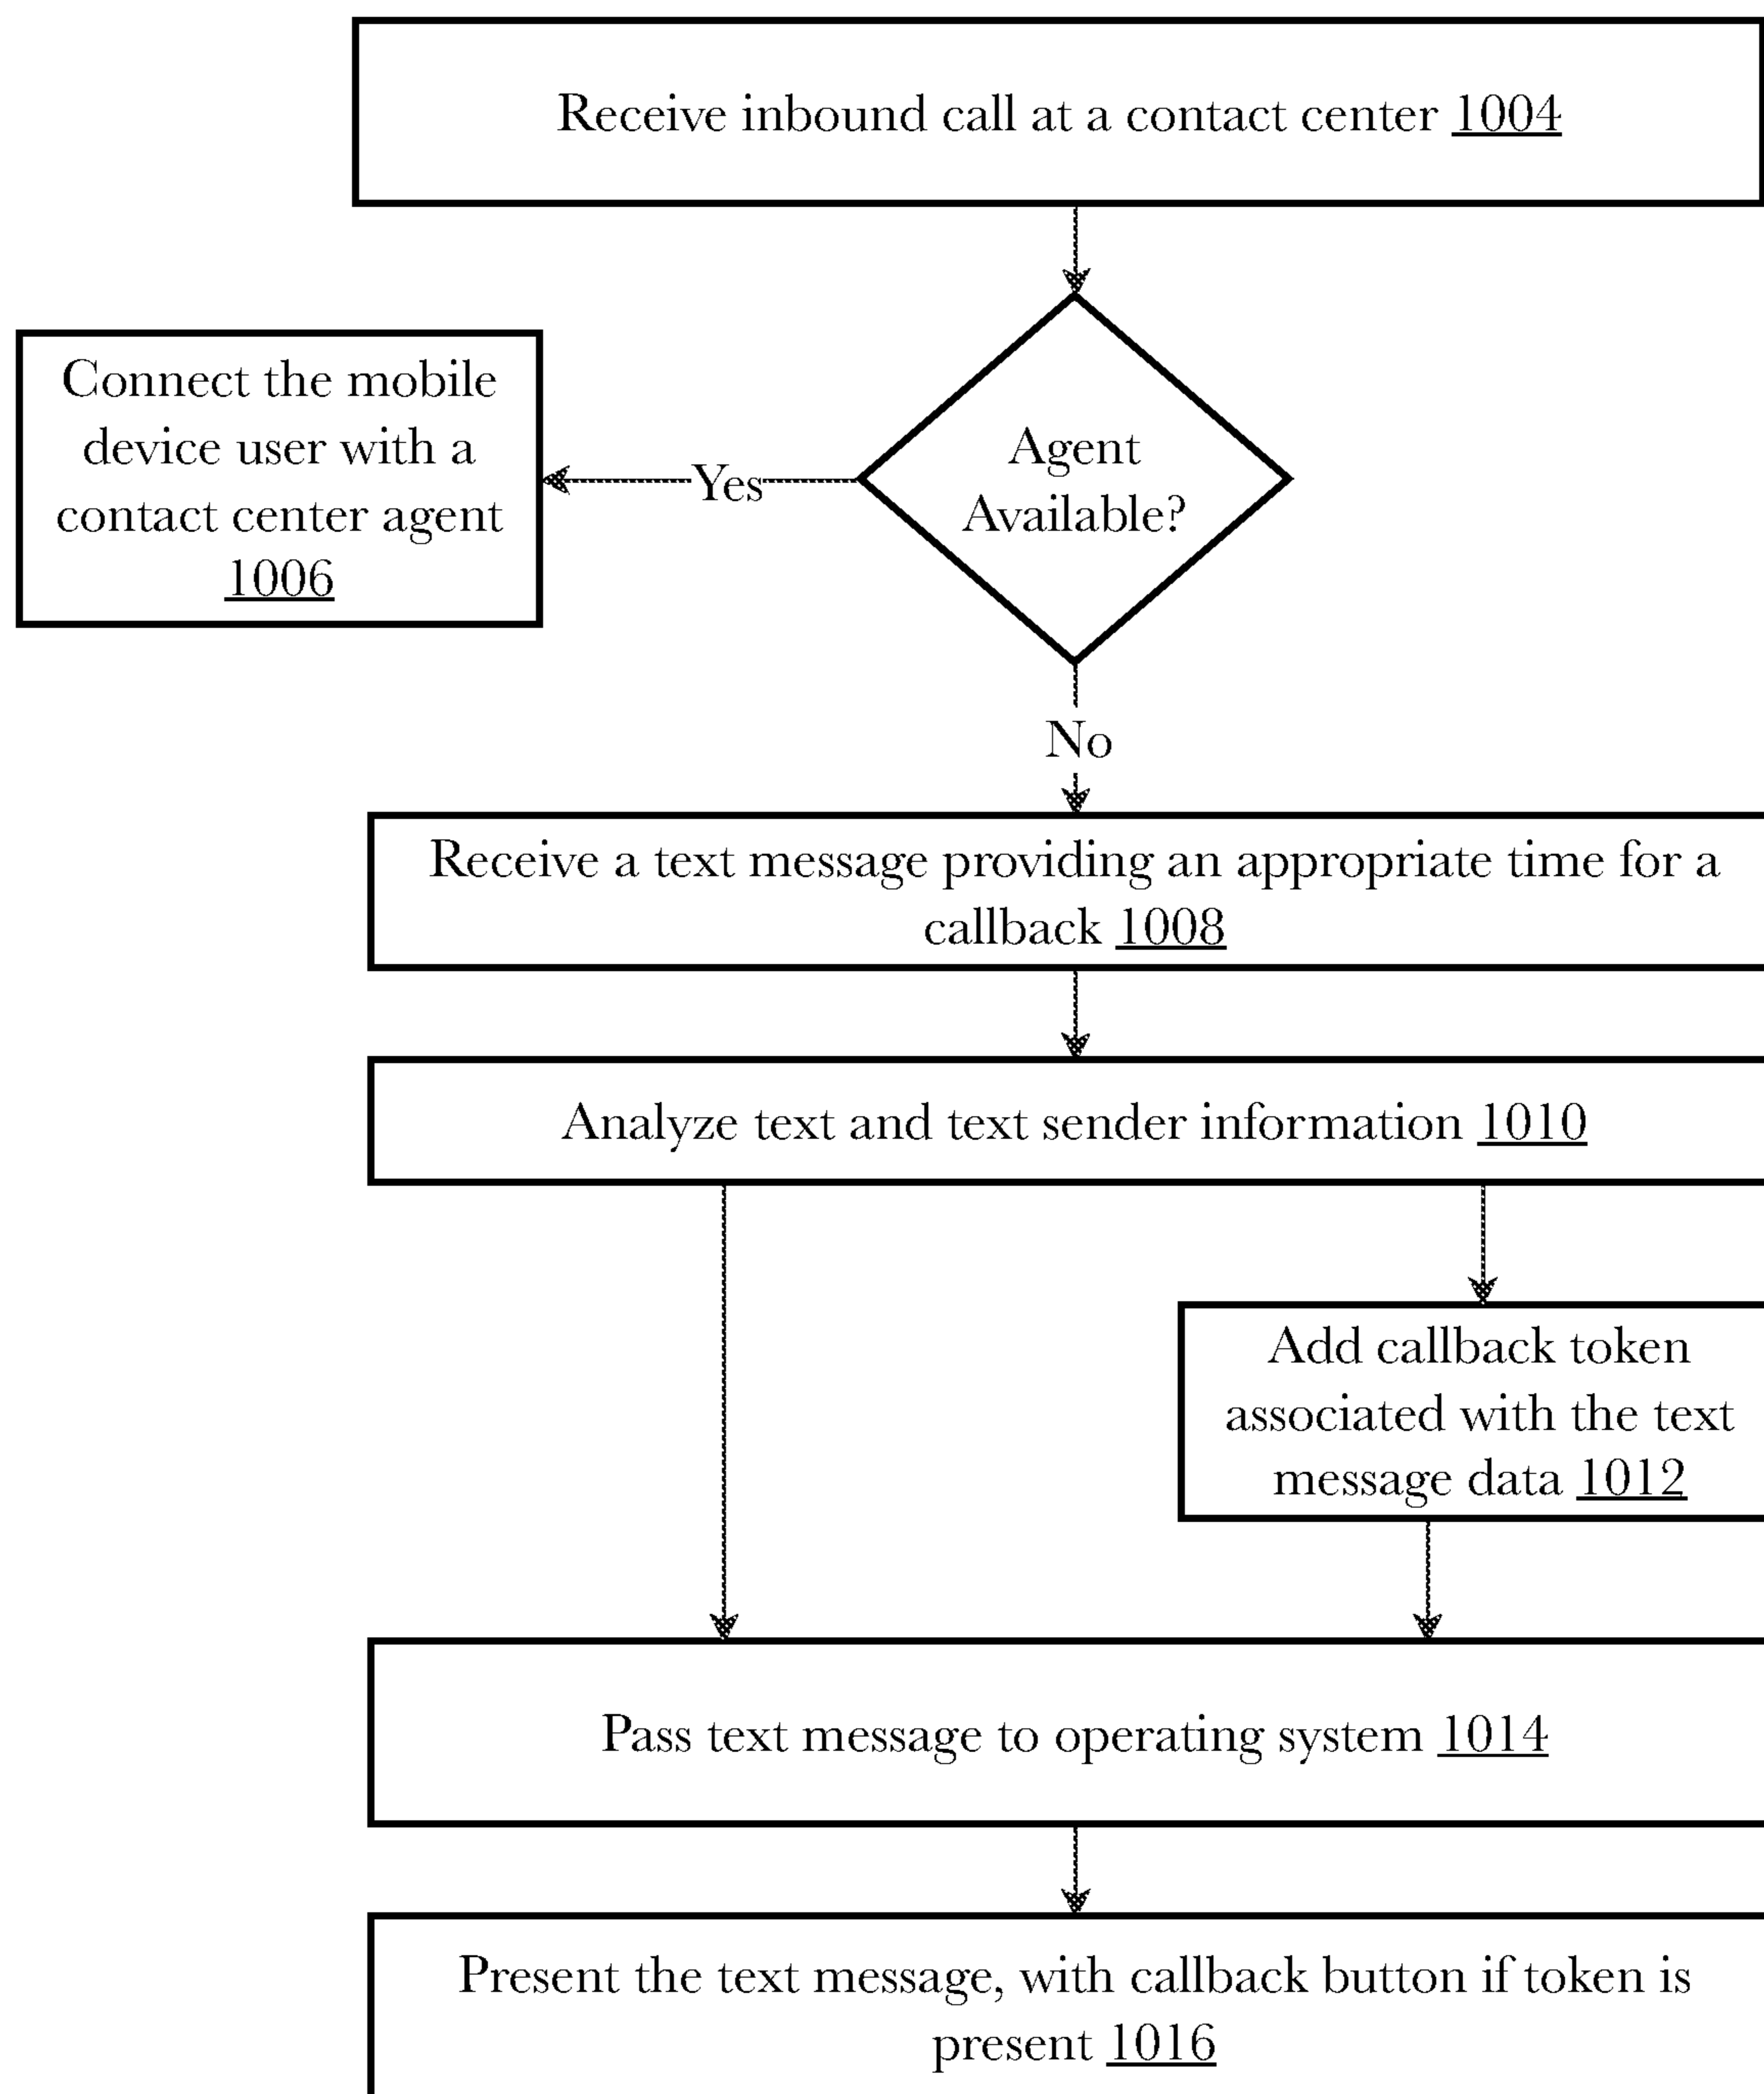 Receive inbound call at a contact center 1004
Agent
Available?
Yes
Connect the mobile
device user with a
contact center agent
1006
No
Receive a text message providing an appropriate time for a
callback 1008
Analyze text and text sender information 1010
Add callback token
associated with the text
message data 1012
Pass text message to operating system 1014
Present the text message, with callback button if token is
present 1016